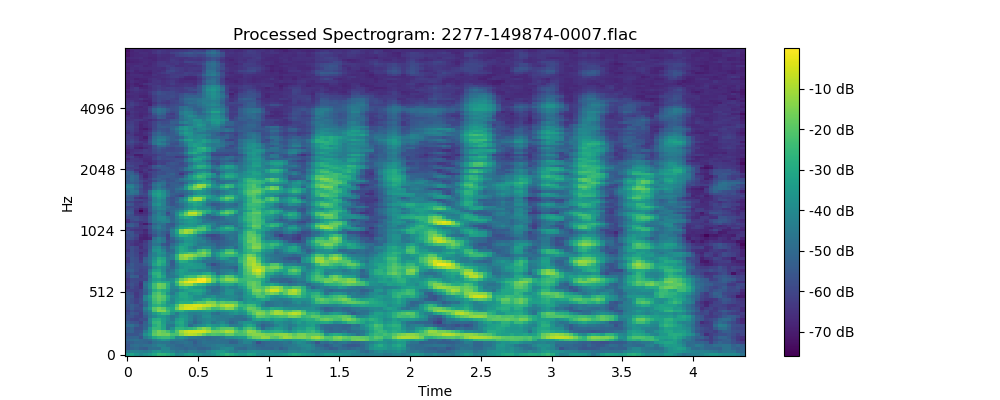 Processed Spectrogram: 2277-149874-0007.flac
Hz
4096
2048
1024
512
0
0 0.5 1 1.5 2 2.5 3 3.5 4
Time
-10 dB
-20 dB
-30 dB
-40 dB
-50 dB
-60 dB
-70 dB